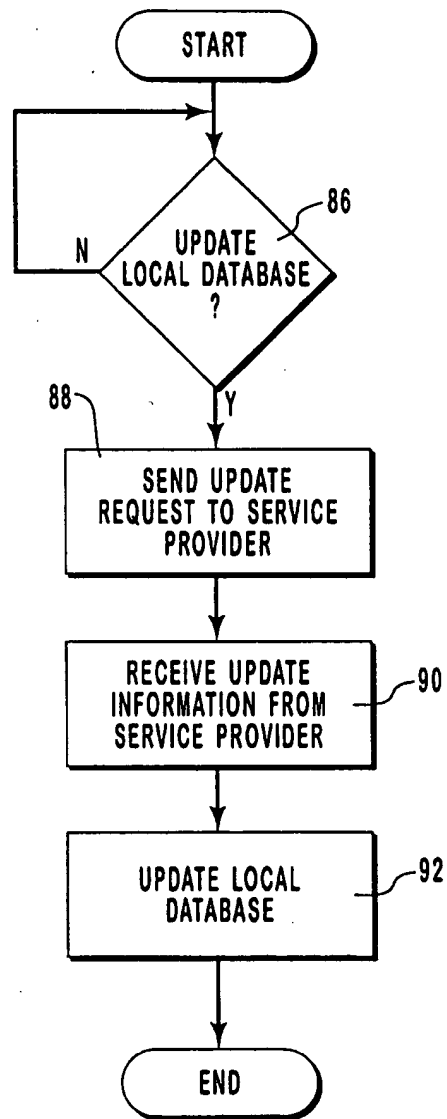 START
86
UPDATE
LOCAL DATABASE
?
N
Y
88
SEND UPDATE
REQUEST TO SERVICE
PROVIDER
RECEIVE UPDATE
INFORMATION FROM
SERVICE PROVIDER
90
UPDATE LOCAL
DATABASE
92
END